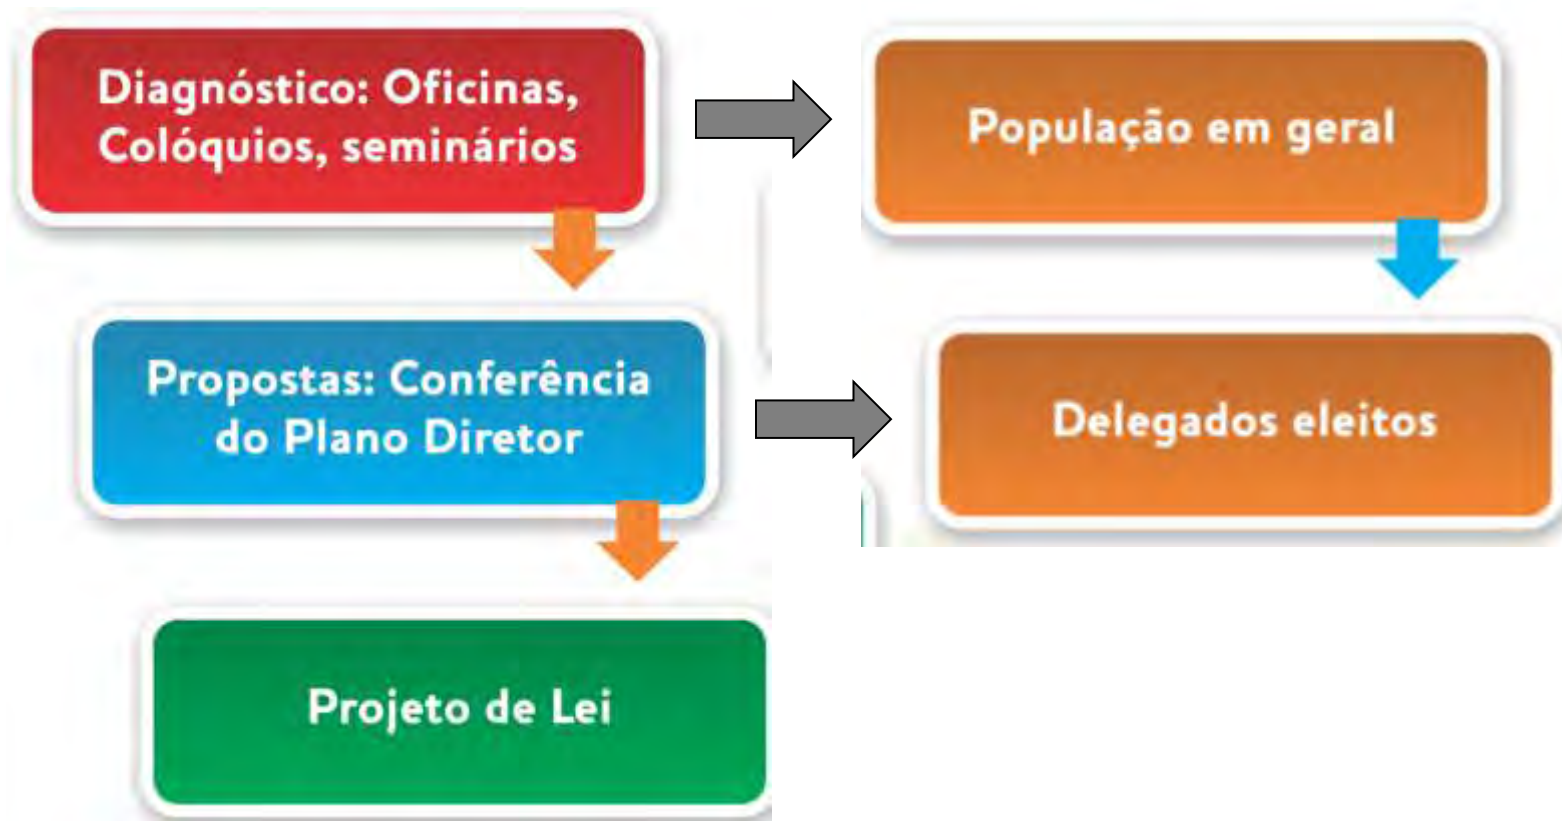 Diagnóstico: Oficinas,
Colóquios, seminários
População em geral
Propostas: Conferência
do Plano Diretor
Delegados eleitos
Projeto de Lei